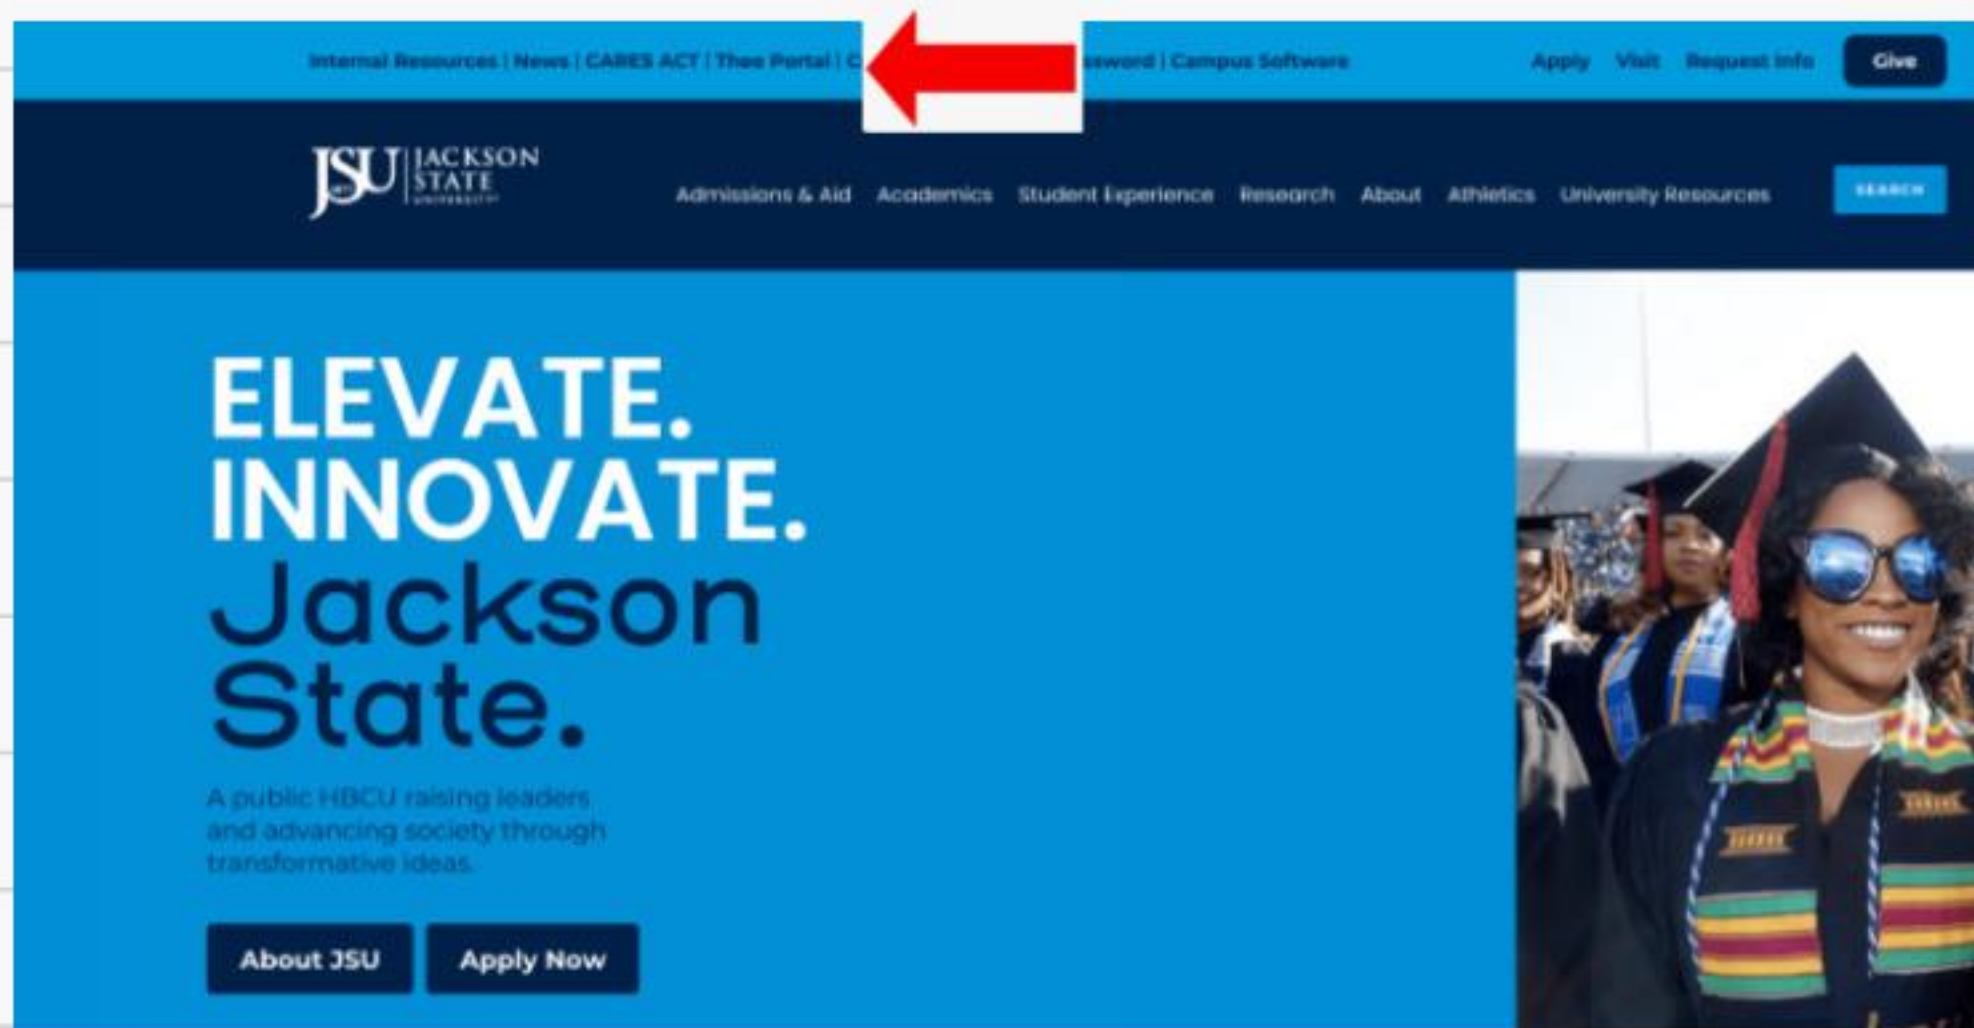 Internal Resources | News | CARES ACT | Thee Portal | C ssword | Campus Software
Apply Visit Request Info Give
JSU JACKSON
STATE
UNIVERSITY
Admissions & Aid Academics Student Experience Research About Athletics University Resources SEARCH
ELEVATE.
INNOVATE.
Jackson
State.
A public HBCU raising leaders
and advancing society through
transformative ideas.
About JSU Apply Now